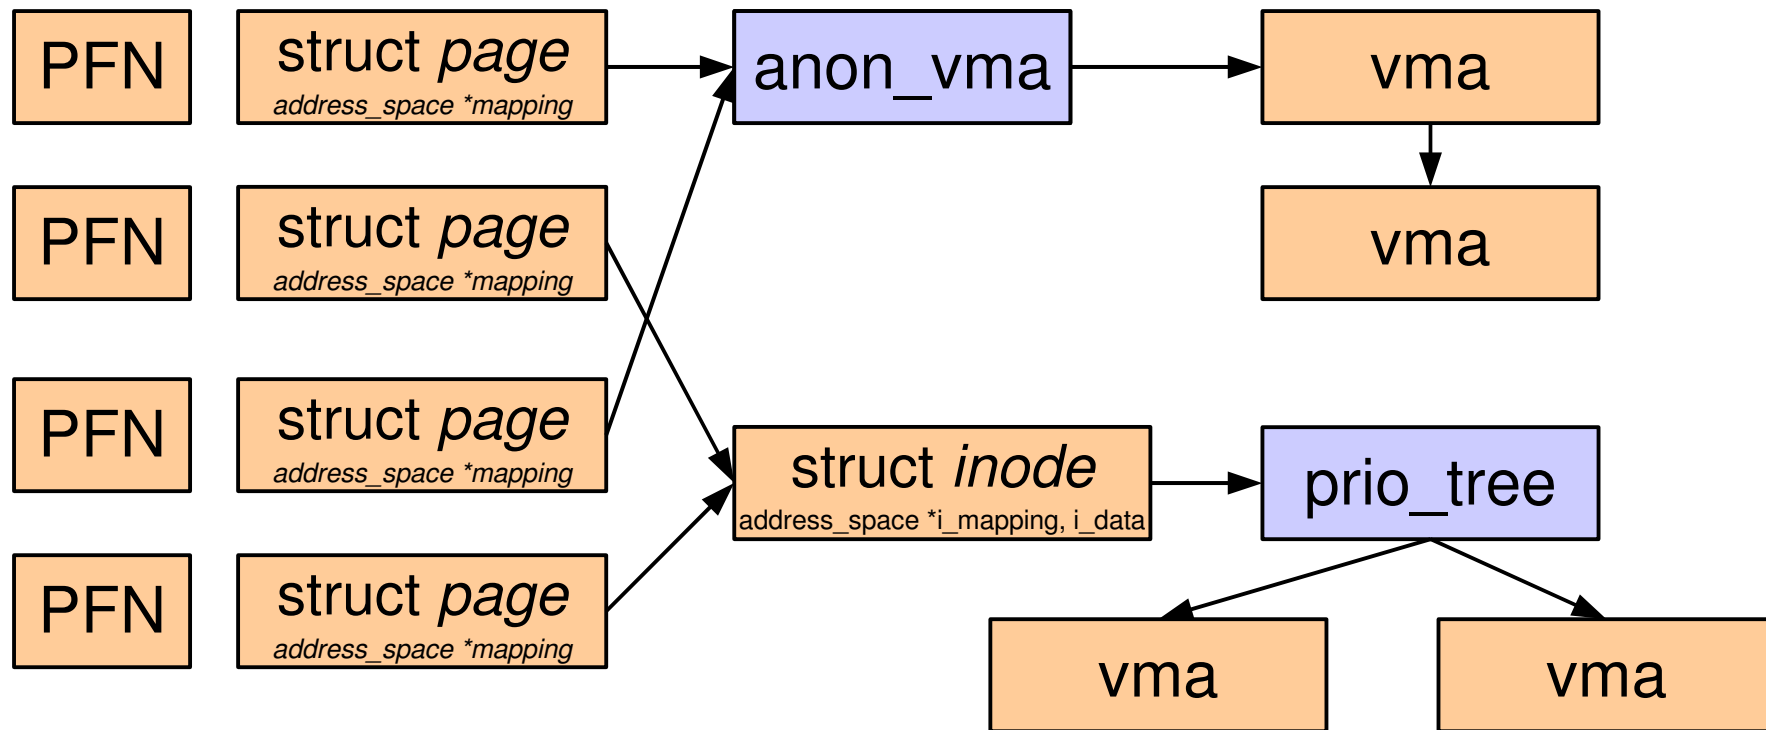 PFN
struct page
address_space *mapping
anon_vma
vma
PFN
struct page
address_space *mapping
vma
PFN
struct page
address_space *mapping
struct inode
address_space *i_mapping, i_data
prio_tree
PFN
struct page
address_space *mapping
vma
vma